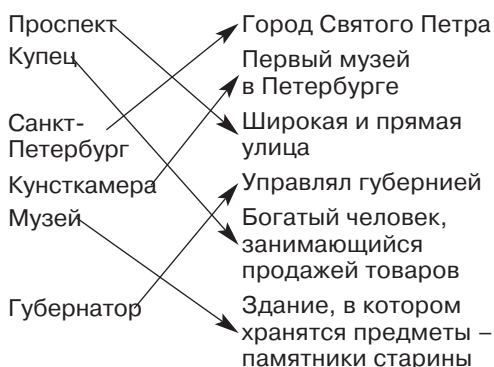 Проспект
Купец
Санкт-
Петербург
Кунсткамера
Музей
Губернатор
Город Святого Петра
Первый музей
в Петербурге
Широкая и прямая
улица
Управлял губернией
Богатый человек,
занимающийся
продажей товаров
Здание, в котором
хранятся предметы –
памятники старины